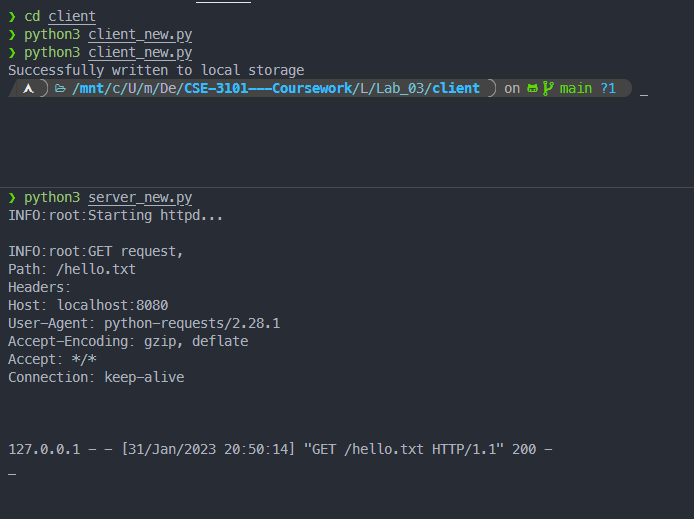 ❯ cd client
❯ python3 client_new.py
❯ python3 client_new.py
Successfully written to local storage
/mnt/c/U/m/De/CSE-3101---Coursework/L/Lab_03/client on main ?1 _
❯ python3 server_new.py
INFO:root:Starting httpd...
INFO:root:GET request,
Path: /hello.txt
Headers:
Host: localhost:8080
User-Agent: python-requests/2.28.1
Accept-Encoding: gzip, deflate
Accept: */*
Connection: keep-alive
127.0.0.1 - - [31/Jan/2023 20:50:14] "GET /hello.txt HTTP/1.1" 200 -
_